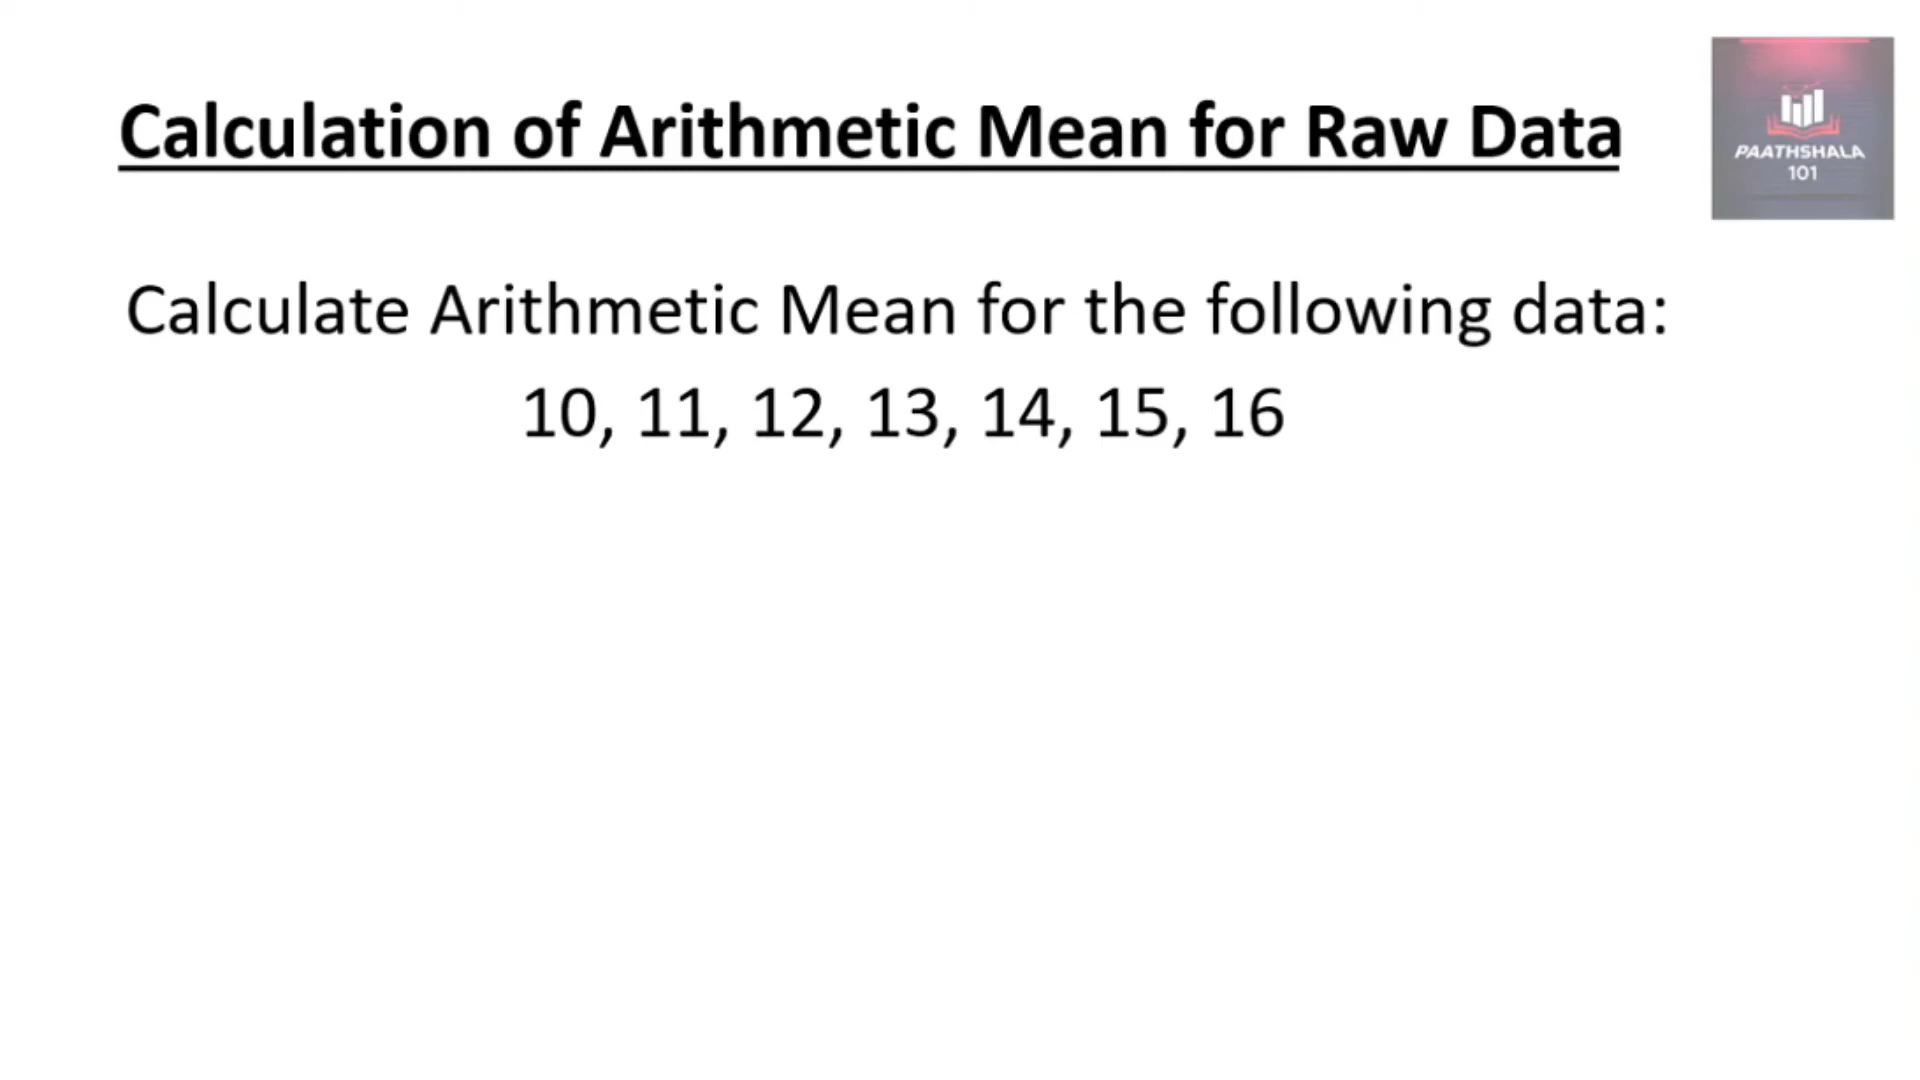 Calculation of Arithmetic Mean for Raw Data
PAATHSHALA
101
Calculate Arithmetic Mean for the following data:
10, 11, 12, 13, 14, 15, 16